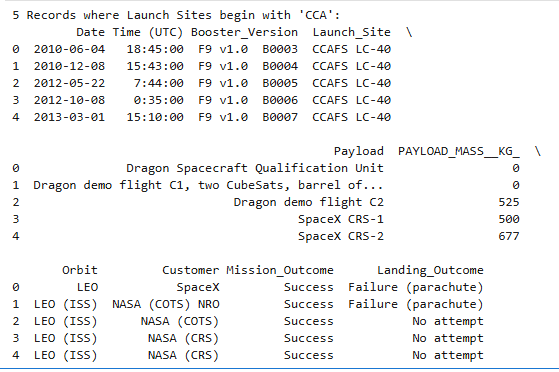 5 Records where Launch Sites begin with 'CCA':
Date Time (UTC) Booster_Version Launch_Site \
0 2010-06-04 18:45:00 F9 v1.0 B0003 CCAFS LC-40
1 2010-12-08 15:43:00 F9 v1.0 B0004 CCAFS LC-40
2 2012-05-22 7:44:00 F9 v1.0 B0005 CCAFS LC-40
3 2012-10-08 0:35:00 F9 v1.0 B0006 CCAFS LC-40
4 2013-03-01 15:10:00 F9 v1.0 B0007 CCAFS LC-40
Payload PAYLOAD_MASS__KG_ \
0 Dragon Spacecraft Qualification Unit 0
1 Dragon demo flight C1, two CubeSats, barrel of... 0
2 Dragon demo flight C2 525
3 SpaceX CRS-1 500
4 SpaceX CRS-2 677
Orbit Customer Mission_Outcome Landing_Outcome
0 LEO SpaceX Success Failure (parachute)
1 LEO (ISS) NASA (COTS) NRO Success Failure (parachute)
2 LEO (ISS) NASA (COTS) Success No attempt
3 LEO (ISS) NASA (CRS) Success No attempt
4 LEO (ISS) NASA (CRS) Success No attempt